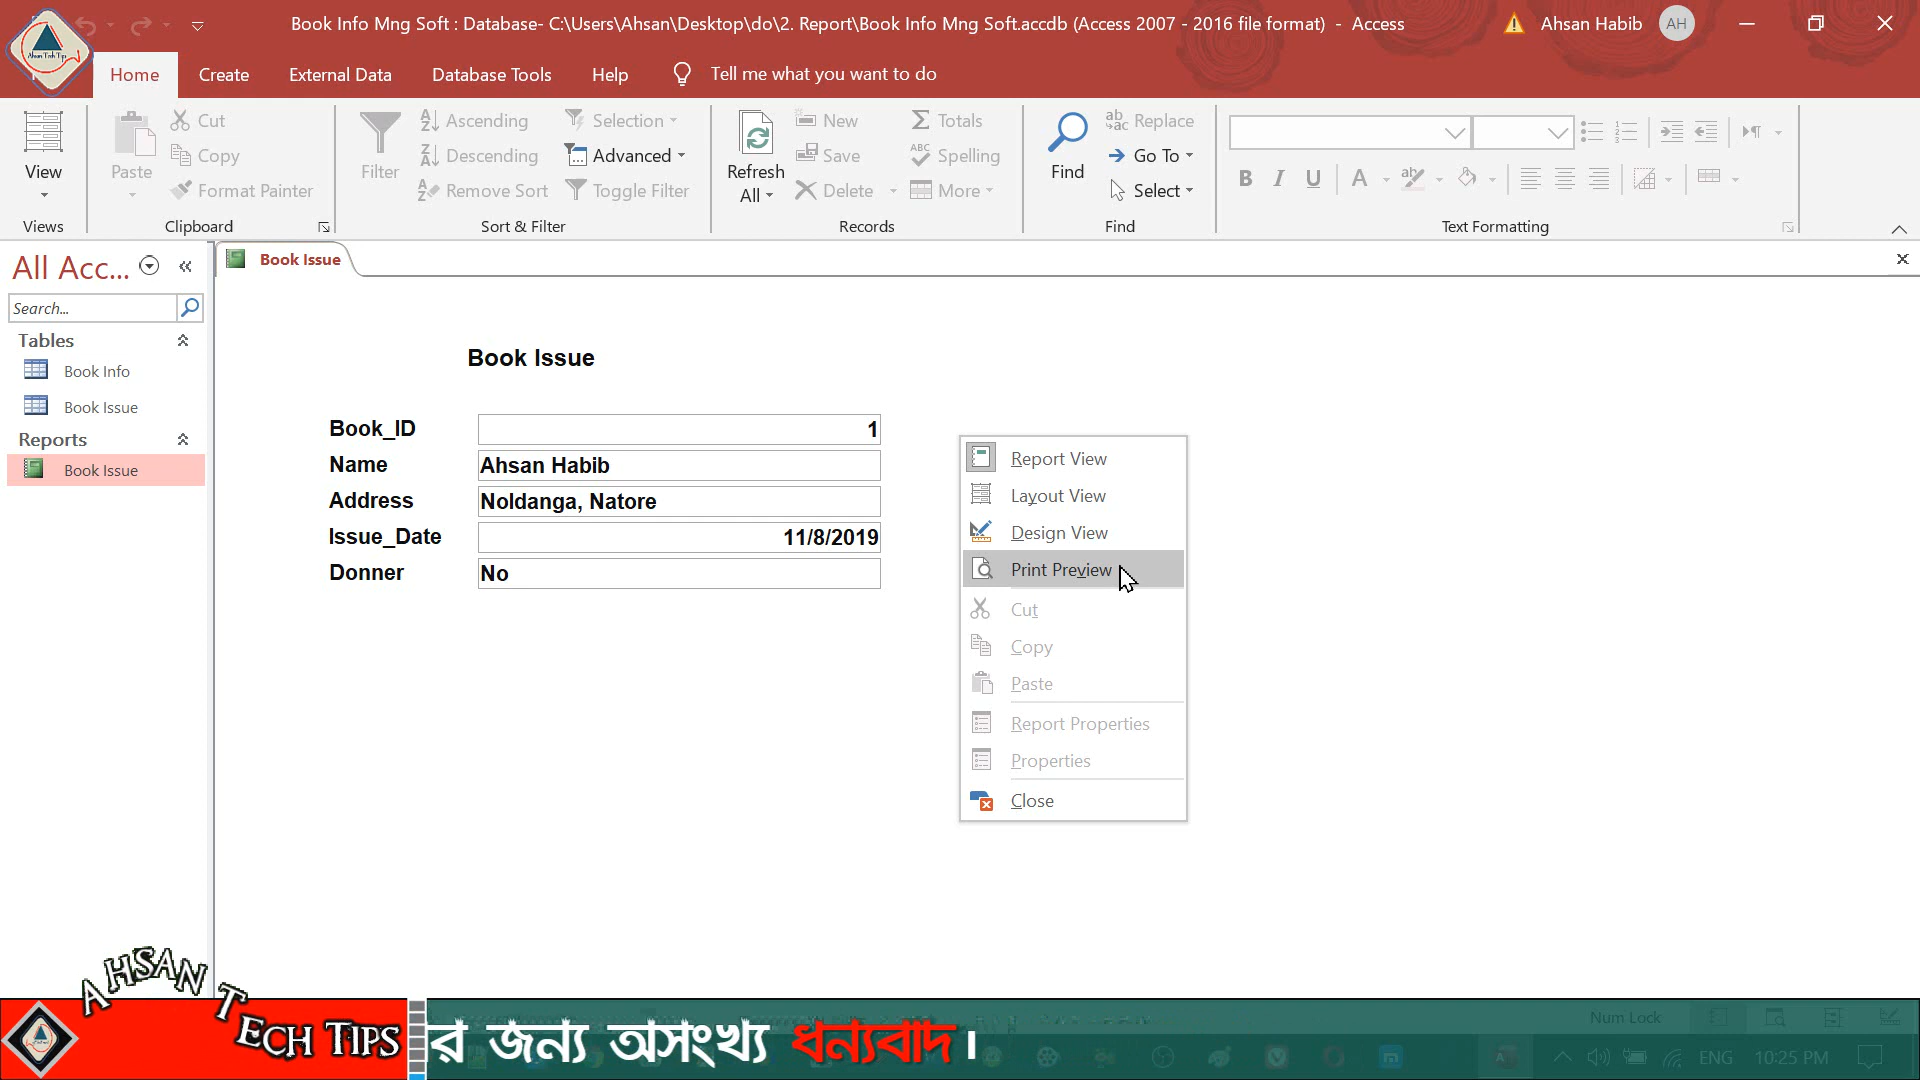 Book Info Mng Soft : Database- C:\Users\Ahsan\Desktop\do\2. Report\Book Info Mng Soft.accdb (Access 2007 - 2016 file format) - Access
Ahsan Habib AH
Home Create External Data Database Tools Help Tell me what you want to do
View
Views
Paste
Cut
Copy
Format Painter
Clipboard
Filter
Ascending
Descending
Remove Sort
Selection
Advanced
Toggle Filter
Sort & Filter
Refresh All
New
Save
Delete
Totals
Spelling
More
Records
Find
Replace
Go To
Select
Find
B I U A
Text Formatting
All Acc...
Search...
Tables
Book Info
Book Issue
Reports
Book Issue
Book Issue
Book Issue
Book_ID 1
Name Ahsan Habib
Address Noldanga, Natore
Issue_Date 11/8/2019
Donner No
Report View
Layout View
Design View
Print Preview
Cut
Copy
Paste
Report Properties
Properties
Close
AHSAN TECH TIPS
র জন্য অসংখ্য ধন্যবাদ।
Num Lock
ENG 10:25 PM